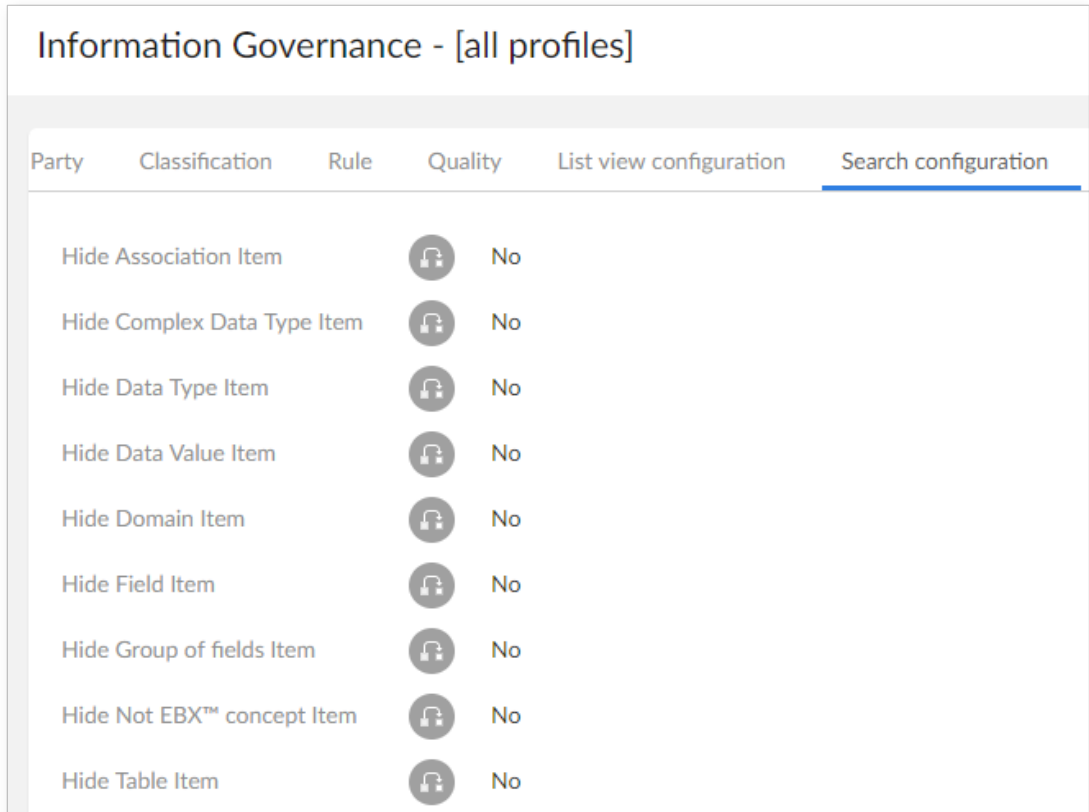 Information Governance - [all profiles]
Party Classification Rule Quality List view configuration Search configuration
Hide Association Item No
Hide Complex Data Type Item No
Hide Data Type Item No
Hide Data Value Item No
Hide Domain Item No
Hide Field Item No
Hide Group of fields Item No
Hide Not EBX™ concept Item No
Hide Table Item No